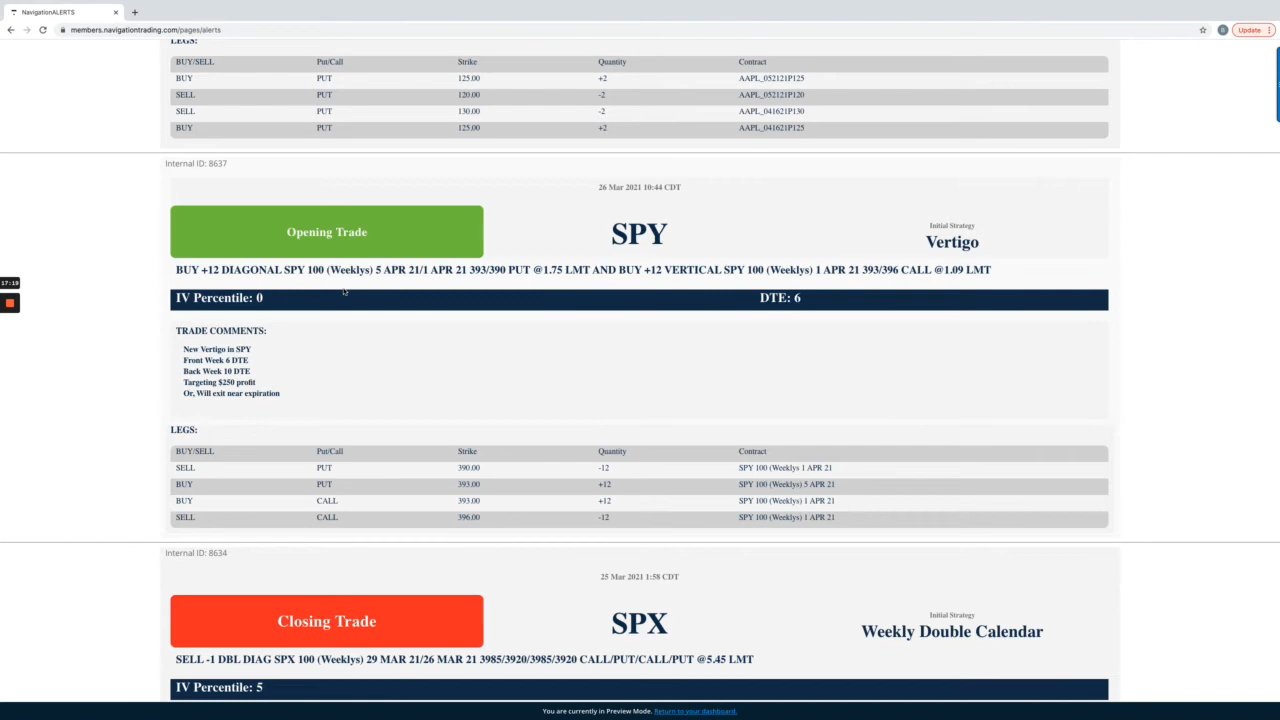 NavigationALERTS
members.navigationtrading.com/pages/alerts
B
Update
LEGS:
BUY/SELL Put/Call Strike Quantity Contract
BUY PUT 125.00 +2 AAPL_052121P125
SELL PUT 120.00 -2 AAPL_052121P120
SELL PUT 130.00 -2 AAPL_041621P130
BUY PUT 125.00 +2 AAPL_041621P125
Internal ID: 8637
26 Mar 2021 10:44 CDT
Opening Trade
SPY
Initial Strategy
Vertigo
BUY +12 DIAGONAL SPY 100 (Weeklys) 5 APR 21/1 APR 21 393/390 PUT @1.75 LMT AND BUY +12 VERTICAL SPY 100 (Weeklys) 1 APR 21 393/396 CALL @1.09 LMT
17:19
IV Percentile: 0 DTE: 6
TRADE COMMENTS:
New Vertigo in SPY
Front Week 6 DTE
Back Week 10 DTE
Targeting $250 profit
Or, Will exit near expiration
LEGS:
BUY/SELL Put/Call Strike Quantity Contract
SELL PUT 390.00 -12 SPY 100 (Weeklys 1 APR 21
BUY PUT 393.00 +12 SPY 100 (Weeklys) 5 APR 21
BUY CALL 393.00 +12 SPY 100 (Weeklys) 1 APR 21
SELL CALL 396.00 -12 SPY 100 (Weeklys) 1 APR 21
Internal ID: 8634
25 Mar 2021 1:58 CDT
Closing Trade
SPX
Initial Strategy
Weekly Double Calendar
SELL -1 DBL DIAG SPX 100 (Weeklys) 29 MAR 21/26 MAR 21 3985/3920/3985/3920 CALL/PUT/CALL/PUT @5.45 LMT
IV Percentile: 5
You are currently in Preview Mode. Return to your dashboard.